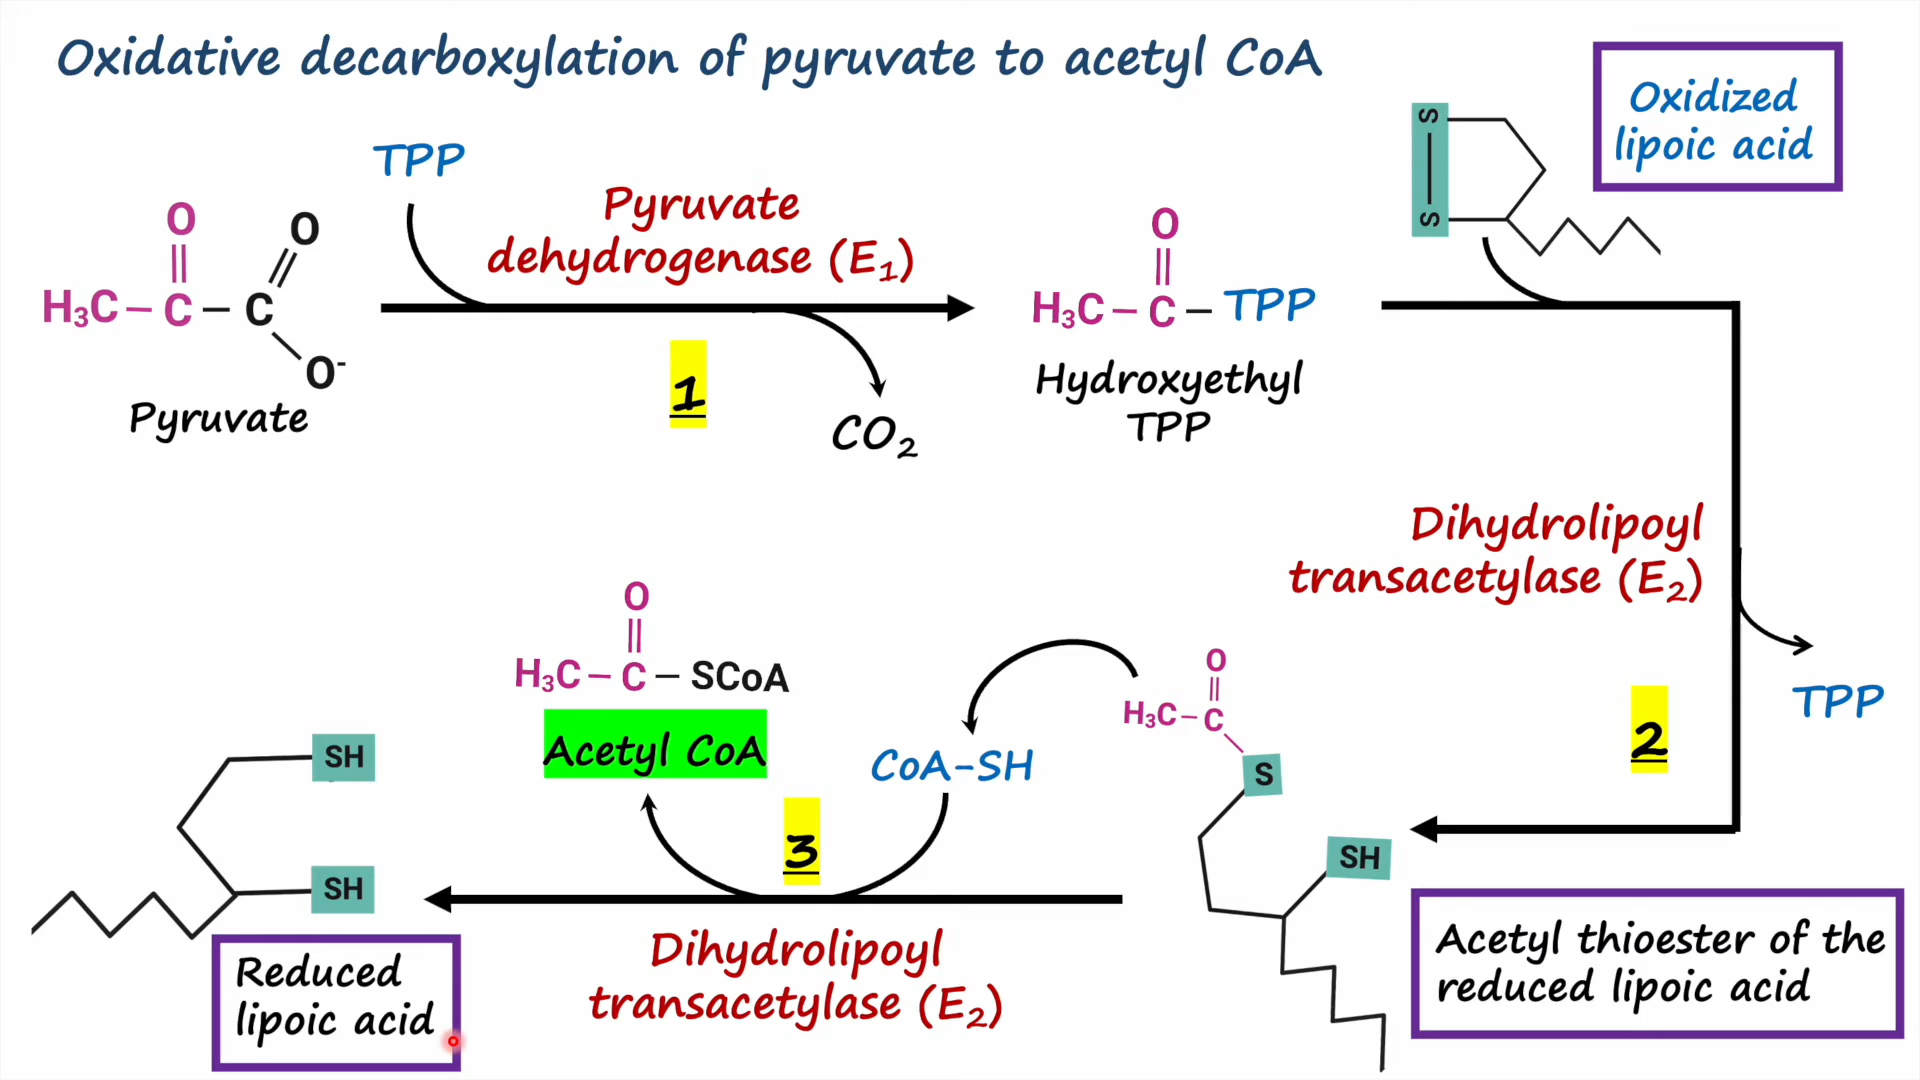 Oxidative decarboxylation of pyruvate to acetyl CoA
Oxidized
lipoic acid
S
S
TPP
Pyruvate
dehydrogenase (E₁)
O
H₃C
C
C
O
O⁻
Pyruvate
1
CO₂
O
H₃C
C
TPP
Hydroxyethyl
TPP
Dihydrolipoyl
transacetylase (E₂)
TPP
2
O
H₃C
C
S
SH
Acetyl thioester of the
reduced lipoic acid
CoA-SH
3
Dihydrolipoyl
transacetylase (E₂)
O
H₃C
C
SCoA
Acetyl CoA
SH
SH
Reduced
lipoic acid